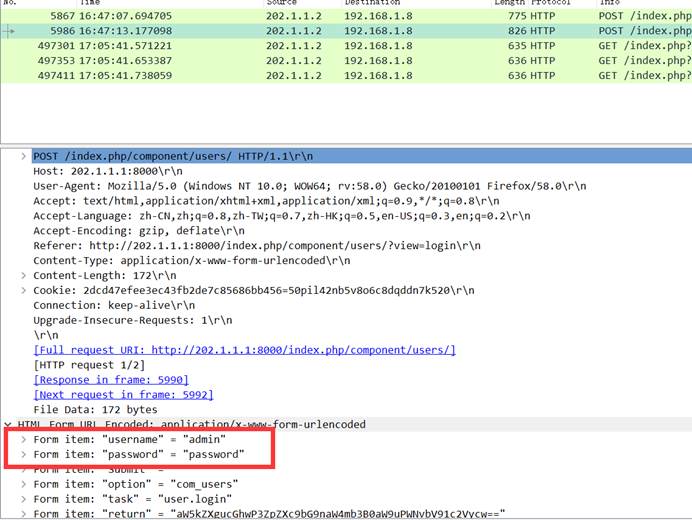 No. Time Source Destination Length Protocol Info
5867 16:47:07.694705 202.1.1.2 192.168.1.8 775 HTTP POST /index.php
5986 16:47:13.177098 202.1.1.2 192.168.1.8 826 HTTP POST /index.php
497301 17:05:41.571221 202.1.1.2 192.168.1.8 635 HTTP GET /index.php?
497353 17:05:41.653387 202.1.1.2 192.168.1.8 636 HTTP GET /index.php?
497411 17:05:41.738059 202.1.1.2 192.168.1.8 636 HTTP GET /index.php?
POST /index.php/component/users/ HTTP/1.1\r\n
Host: 202.1.1.1:8000\r\n
User-Agent: Mozilla/5.0 (Windows NT 10.0; WOW64; rv:58.0) Gecko/20100101 Firefox/58.0\r\n
Accept: text/html,application/xhtml+xml,application/xml;q=0.9,*/*;q=0.8\r\n
Accept-Language: zh-CN,zh;q=0.8,zh-TW;q=0.7,zh-HK;q=0.5,en-US;q=0.3,en;q=0.2\r\n
Accept-Encoding: gzip, deflate\r\n
Referer: http://202.1.1.1:8000/index.php/component/users/?view=login\r\n
Content-Type: application/x-www-form-urlencoded\r\n
Content-Length: 172\r\n
Cookie: 2dcd47efee3ec43fb2de7c85686bb456=50pil42nb5v8o6c8dqddn7k520\r\n
Connection: keep-alive\r\n
Upgrade-Insecure-Requests: 1\r\n
\r\n
[Full request URI: http://202.1.1.1:8000/index.php/component/users/]
[HTTP request 1/2]
[Response in frame: 5990]
[Next request in frame: 5992]
File Data: 172 bytes
HTML Form URL Encoded: application/x-www-form-urlencoded
Form item: "username" = "admin"
Form item: "password" = "password"
Form item: "Submit" = ""
Form item: "option" = "com_users"
Form item: "task" = "user.login"
Form item: "return" = "aW5kZXgucGhwP3ZpZXc9bG9naW4mb3B0aW9uPWNvbV91c2Vycw=="